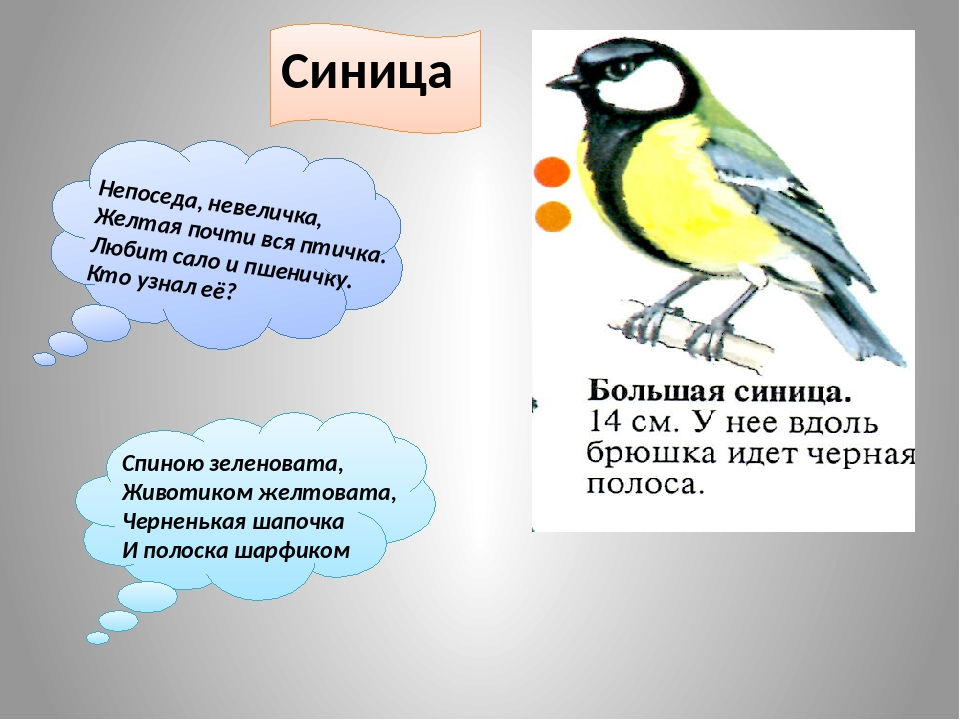 Синица
Непоседа, невеличка,
Желтая почти вся птичка.
Любит сало и пшеничку.
Кто узнал её?
Спиною зеленовата,
Животиком желтовата,
Черненькая шапочка
И полоска шарфиком
Большая синица.
14 см. У нее вдоль
брюшка идет черная
полоса.